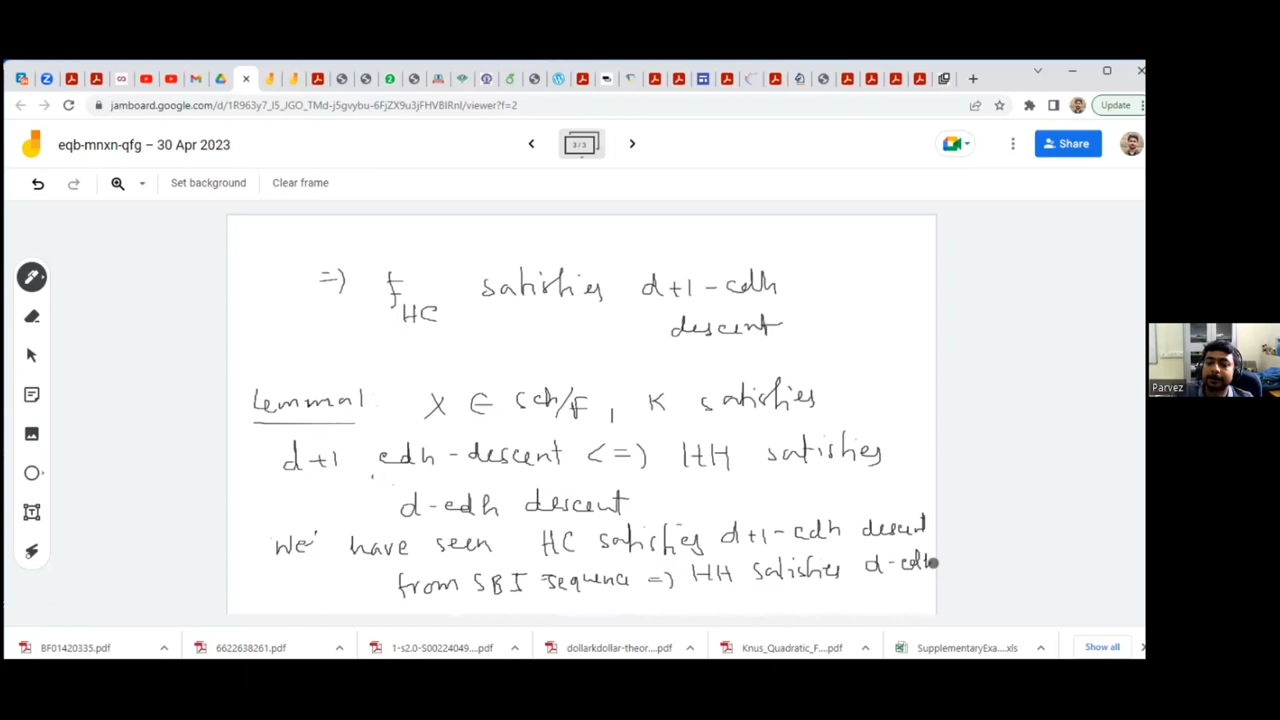 jamboard.google.com/d/1R963y7_I5_JGO_TMd-j5gvybu-6FjZX9u3jFHVBIRnI/viewer?f=2
Update
eqb-mnxn-qfg – 30 Apr 2023
3 / 3
Share
Set background
Clear frame
=) F_HC satisfies d+1-cdh
descent
Lemma1: X ∈ Sch/F, K satisfies
d+1 cdh-descent <=) HH satisfies
d-cdh descent
We' have seen HC satisfies d+1-cdh descent
from SBI sequence =) HH satisfies d-cdh
Parvez
BF01420335.pdf
6622638261.pdf
1-s2.0-S00224049....pdf
dollarkdollar-theor....pdf
Knus_Quadratic_F....pdf
SupplementaryExa....xls
Show all